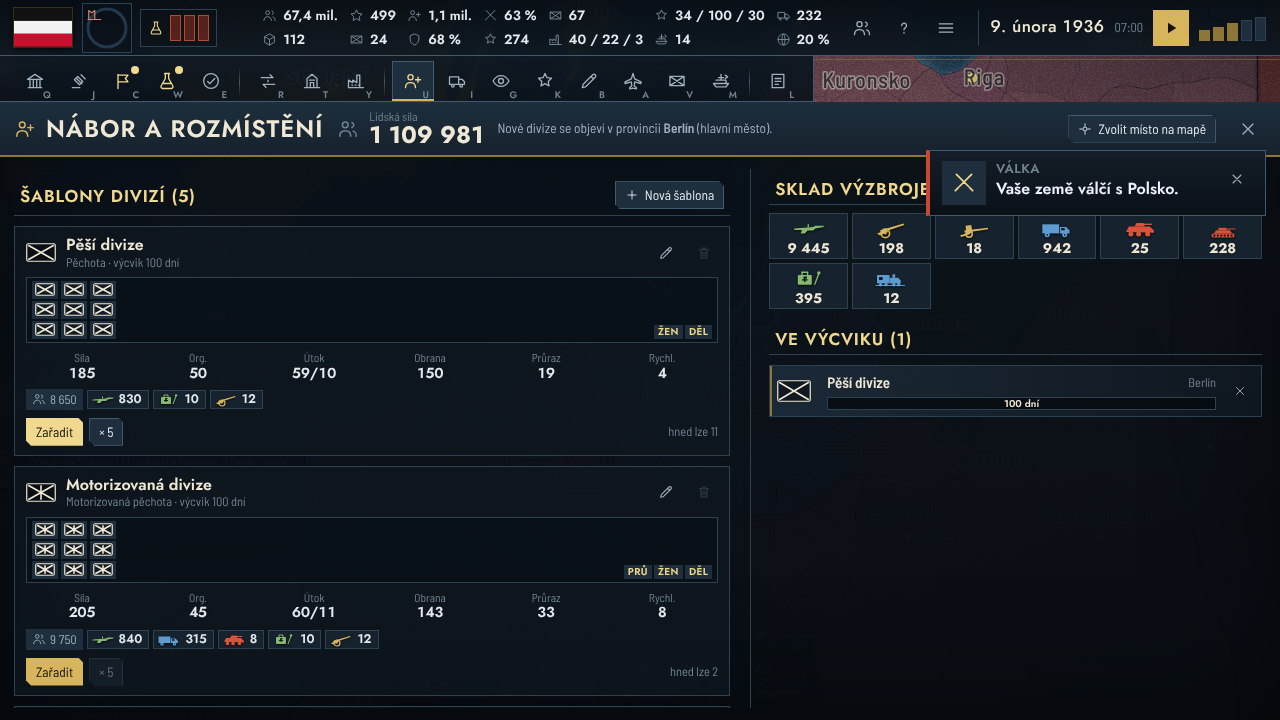 67,4 mil. 499 1,1 mil. 63 % 67 34 / 100 / 30 232
112 24 68 % 274 40 / 22 / 3 14 20 %
? 9. února 1936 07:00
Q J C W E R T Y U I G K B A V M L
Kuronsko Riga
NÁBOR A ROZMÍSTĚNÍ
Lidská síla
1 109 981
Nové divize se objeví v provincii Berlín (hlavní město).
Zvolit místo na mapě
VÁLKA
Vaše země válčí s Polsko.
ŠABLONY DIVIZÍ (5)
Nová šablona
Pěší divize
Pěchota · výcvik 100 dní
ŽEN DĚL
Síla Org. Útok Obrana Průraz Rychl.
185 50 59/10 150 19 4
8 650 830 10 12
Zařadit ×5 hned lze 11
Motorizovaná divize
Motorizovaná pěchota · výcvik 100 dní
PRŮ ŽEN DĚL
Síla Org. Útok Obrana Průraz Rychl.
205 45 60/11 143 33 8
9 750 840 315 8 10 12
Zařadit ×5 hned lze 2
SKLAD VÝZBROJE
9 445 198 18 942 25 228
395 12
VE VÝCVIKU (1)
Pěší divize Berlín
100 dní